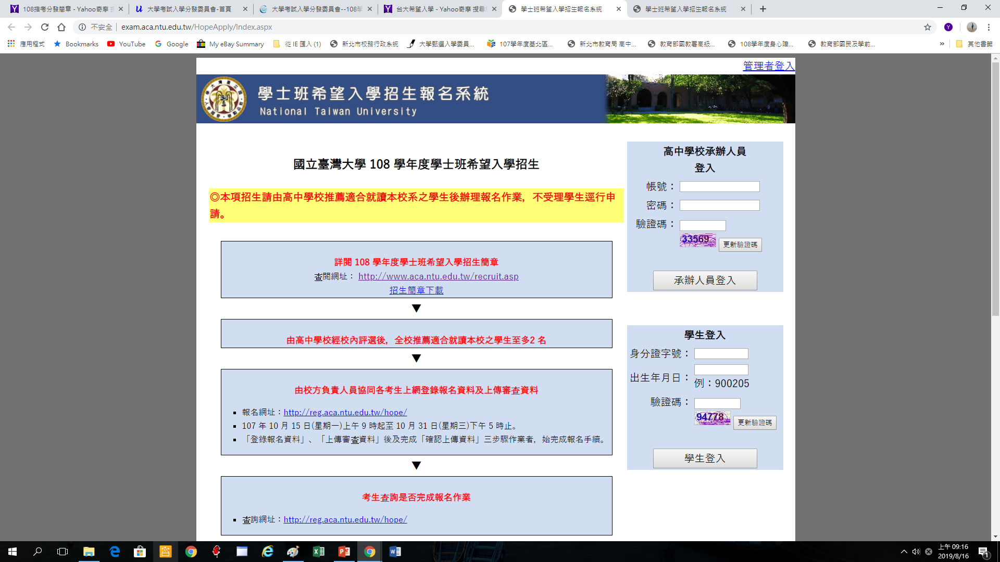 108指考分發簡章 - Yahoo奇摩
大學考試入學分發委員會-首頁
大學考試入學分發委員會--108學
台大希望入學 - Yahoo奇摩 搜尋
學士班希望入學招生報名系統
學士班希望入學招生報名系統
不安全
exam.aca.ntu.edu.tw/HopeApply/Index.aspx
應用程式
Bookmarks
YouTube
Google
My eBay Summary
從 IE 匯入 (1)
新北市校務行政系統
大學甄選入學委員...
107學年度基北區...
新北市教育局 高中...
教育部國教署高級...
108學年度身心障...
教育部國民及學前...
其他書籤
管理者登入
學士班希望入學招生報名系統
National Taiwan University
國立臺灣大學 108 學年度學士班希望入學招生
◎本項招生請由高中學校推薦適合就讀本校系之學生後辦理報名作業，不受理學生逕行申
請。
詳閱 108 學年度學士班希望入學招生簡章
查閱網址： http://www.aca.ntu.edu.tw/recruit.asp
招生簡章下載
▼
由高中學校經校內評選後，全校推薦適合就讀本校之學生至多2 名
▼
由校方負責人員協同各考生上網登錄報名資料及上傳審查資料
報名網址：http://reg.aca.ntu.edu.tw/hope/
107 年 10 月 15 日(星期一)上午 9 時起至 10 月 31 日(星期三)下午 5 時止。
「登錄報名資料」、「上傳審查資料」後及完成「確認上傳資料」三步驟作業者，始完成報名手續。
▼
考生查詢是否完成報名作業
查詢網址：http://reg.aca.ntu.edu.tw/hope/
高中學校承辦人員
登入
帳號：
密碼：
驗證碼：
33569
更新驗證碼
承辦人員登入
學生登入
身分證字號：
出生年月日：
例：900205
驗證碼：
94778
更新驗證碼
學生登入
上午 09:16
2019/8/16
1